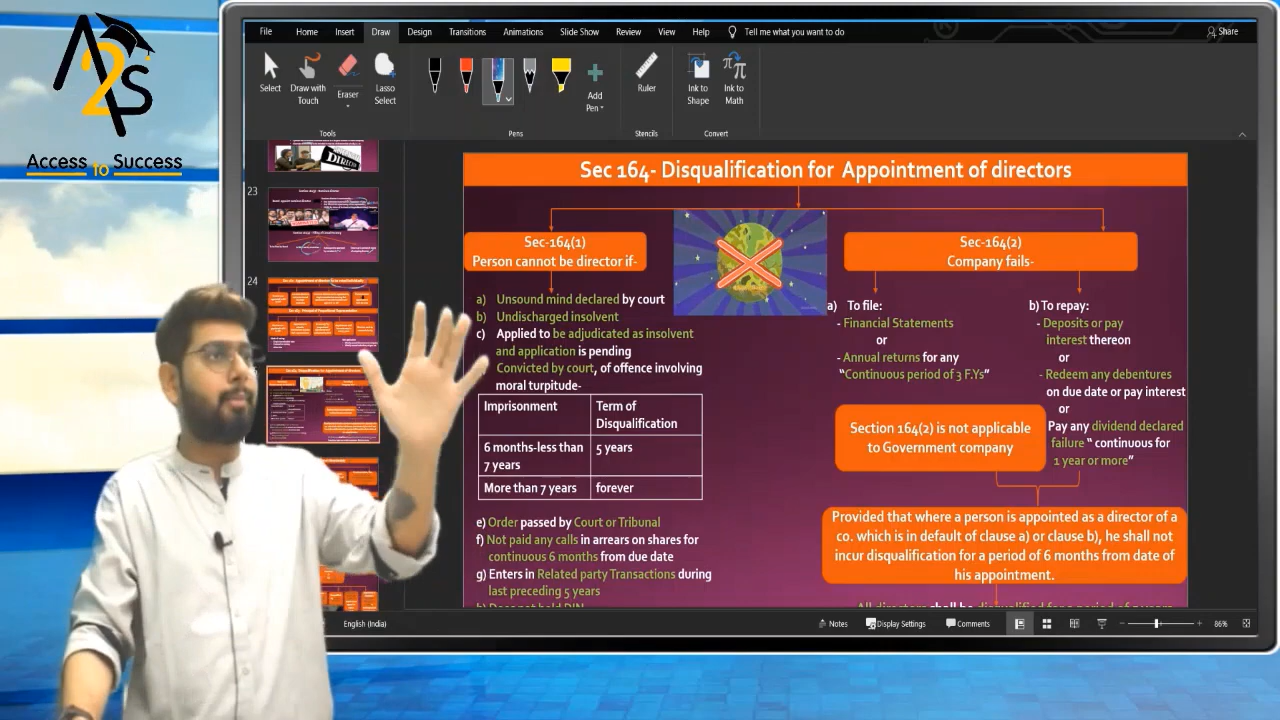 A2S
Access to Success
File Home Insert Draw Design Transitions Animations Slide Show Review View Help Tell me what you want to do Share
Select
Draw with Touch
Eraser
Lasso Select
Add Pen
Ruler
Ink to Shape
Ink to Math
Tools Pens Stencils Convert
23
24
Sec 164- Disqualification for Appointment of directors
Sec-164(1)
Person cannot be director if-
a) Unsound mind declared by court
b) Undischarged insolvent
c) Applied to be adjudicated as insolvent
and application is pending
Convicted by court, of offence involving
moral turpitude-
Imprisonment Term of
Disqualification
6 months-less than 5 years
7 years
More than 7 years forever
e) Order passed by Court or Tribunal
f) Not paid any calls in arrears on shares for
continuous 6 months from due date
g) Enters in Related party Transactions during
last preceding 5 years
Sec-164(2)
Company fails-
a) To file:
- Financial Statements
or
- Annual returns for any
"Continuous period of 3 F.Ys"
b) To repay:
- Deposits or pay
interest thereon
or
- Redeem any debentures
on due date or pay interest
or
Pay any dividend declared
failure " continuous for
1 year or more"
Section 164(2) is not applicable
to Government company
Provided that where a person is appointed as a director of a
co. which is in default of clause a) or clause b), he shall not
incur disqualification for a period of 6 months from date of
his appointment.
English (India) Notes Display Settings Comments 86%